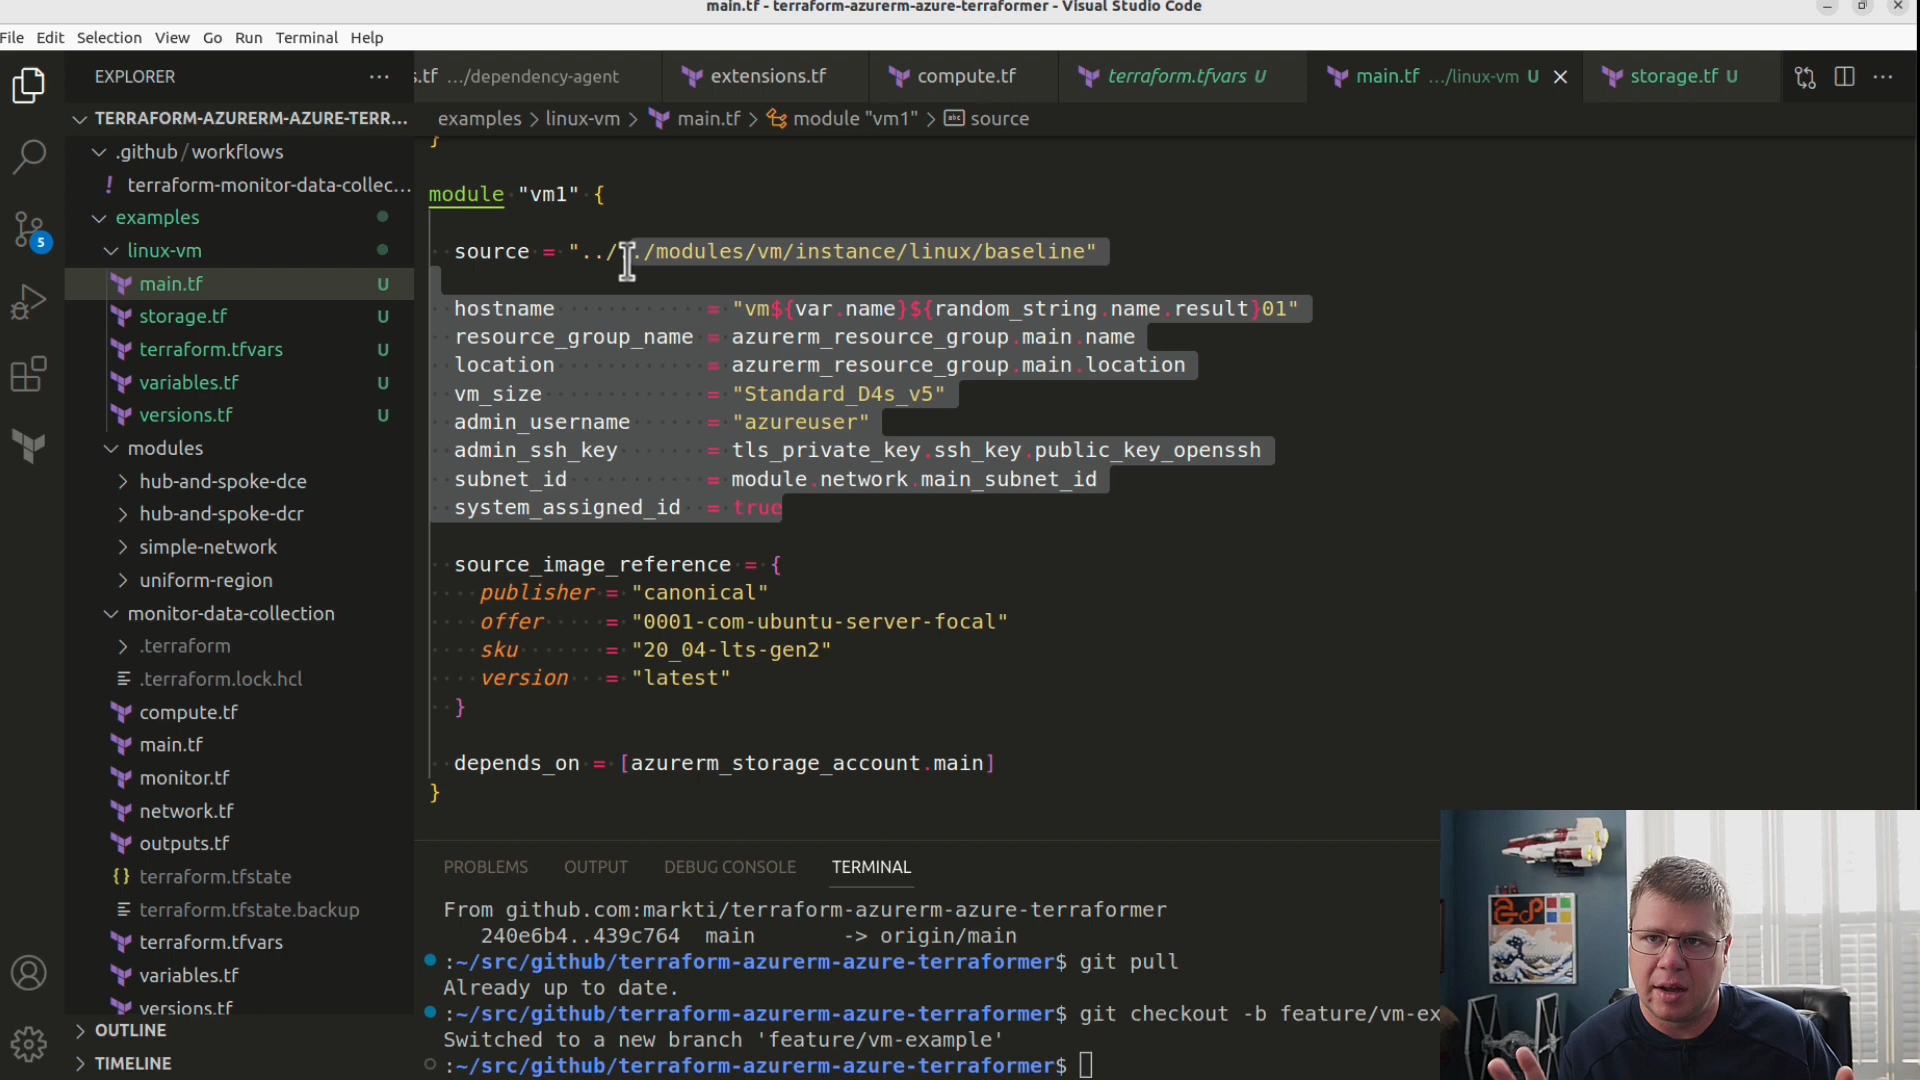 main.tf - terraform-azurerm-azure-terraformer - Visual Studio Code
File Edit Selection View Go Run Terminal Help
EXPLORER
s.tf .../dependency-agent extensions.tf compute.tf terraform.tfvars U main.tf .../linux-vm U storage.tf U
TERRAFORM-AZURERM-AZURE-TERR...
examples > linux-vm > main.tf > module "vm1" > source
.github / workflows
terraform-monitor-data-collec...
examples
linux-vm
main.tf U
storage.tf U
terraform.tfvars U
variables.tf U
versions.tf U
modules
hub-and-spoke-dce
hub-and-spoke-dcr
simple-network
uniform-region
monitor-data-collection
.terraform
.terraform.lock.hcl
compute.tf
main.tf
monitor.tf
network.tf
outputs.tf
{} terraform.tfstate
terraform.tfstate.backup
terraform.tfvars
variables.tf
versions.tf
OUTLINE
TIMELINE
5
}
module "vm1" {
source = "../../modules/vm/instance/linux/baseline"
hostname = "vm${var.name}${random_string.name.result}01"
resource_group_name = azurerm_resource_group.main.name
location = azurerm_resource_group.main.location
vm_size = "Standard_D4s_v5"
admin_username = "azureuser"
admin_ssh_key = tls_private_key.ssh_key.public_key_openssh
subnet_id = module.network.main_subnet_id
system_assigned_id = true
source_image_reference = {
publisher = "canonical"
offer = "0001-com-ubuntu-server-focal"
sku = "20_04-lts-gen2"
version = "latest"
}
depends_on = [azurerm_storage_account.main]
}
PROBLEMS OUTPUT DEBUG CONSOLE TERMINAL
From github.com:markti/terraform-azurerm-azure-terraformer
240e6b4..439c764 main -> origin/main
:~/src/github/terraform-azurerm-azure-terraformer$ git pull
Already up to date.
:~/src/github/terraform-azurerm-azure-terraformer$ git checkout -b feature/vm-ex
Switched to a new branch 'feature/vm-example'
:~/src/github/terraform-azurerm-azure-terraformer$